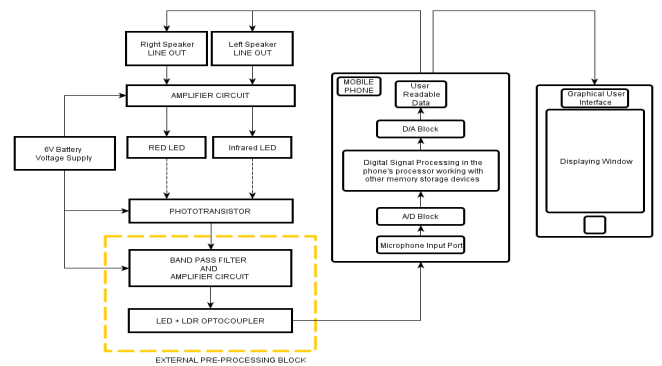 Right Speaker
LINE OUT
Left Speaker
LINE OUT
AMPLIFIER CIRCUIT
6V Battery
Voltage Supply
RED LED
Infrared LED
PHOTOTRANSISTOR
BAND PASS FILTER
AND
AMPLIFIER CIRCUIT
LED + LDR OPTOCOUPLER
EXTERNAL PRE-PROCESSING BLOCK
MOBILE
PHONE
User
Readable
Data
D/A Block
Digital Signal Processing in the
phone's processor working with
other memory storage devices
A/D Block
Microphone Input Port
Graphical User
Interface
Displaying Window